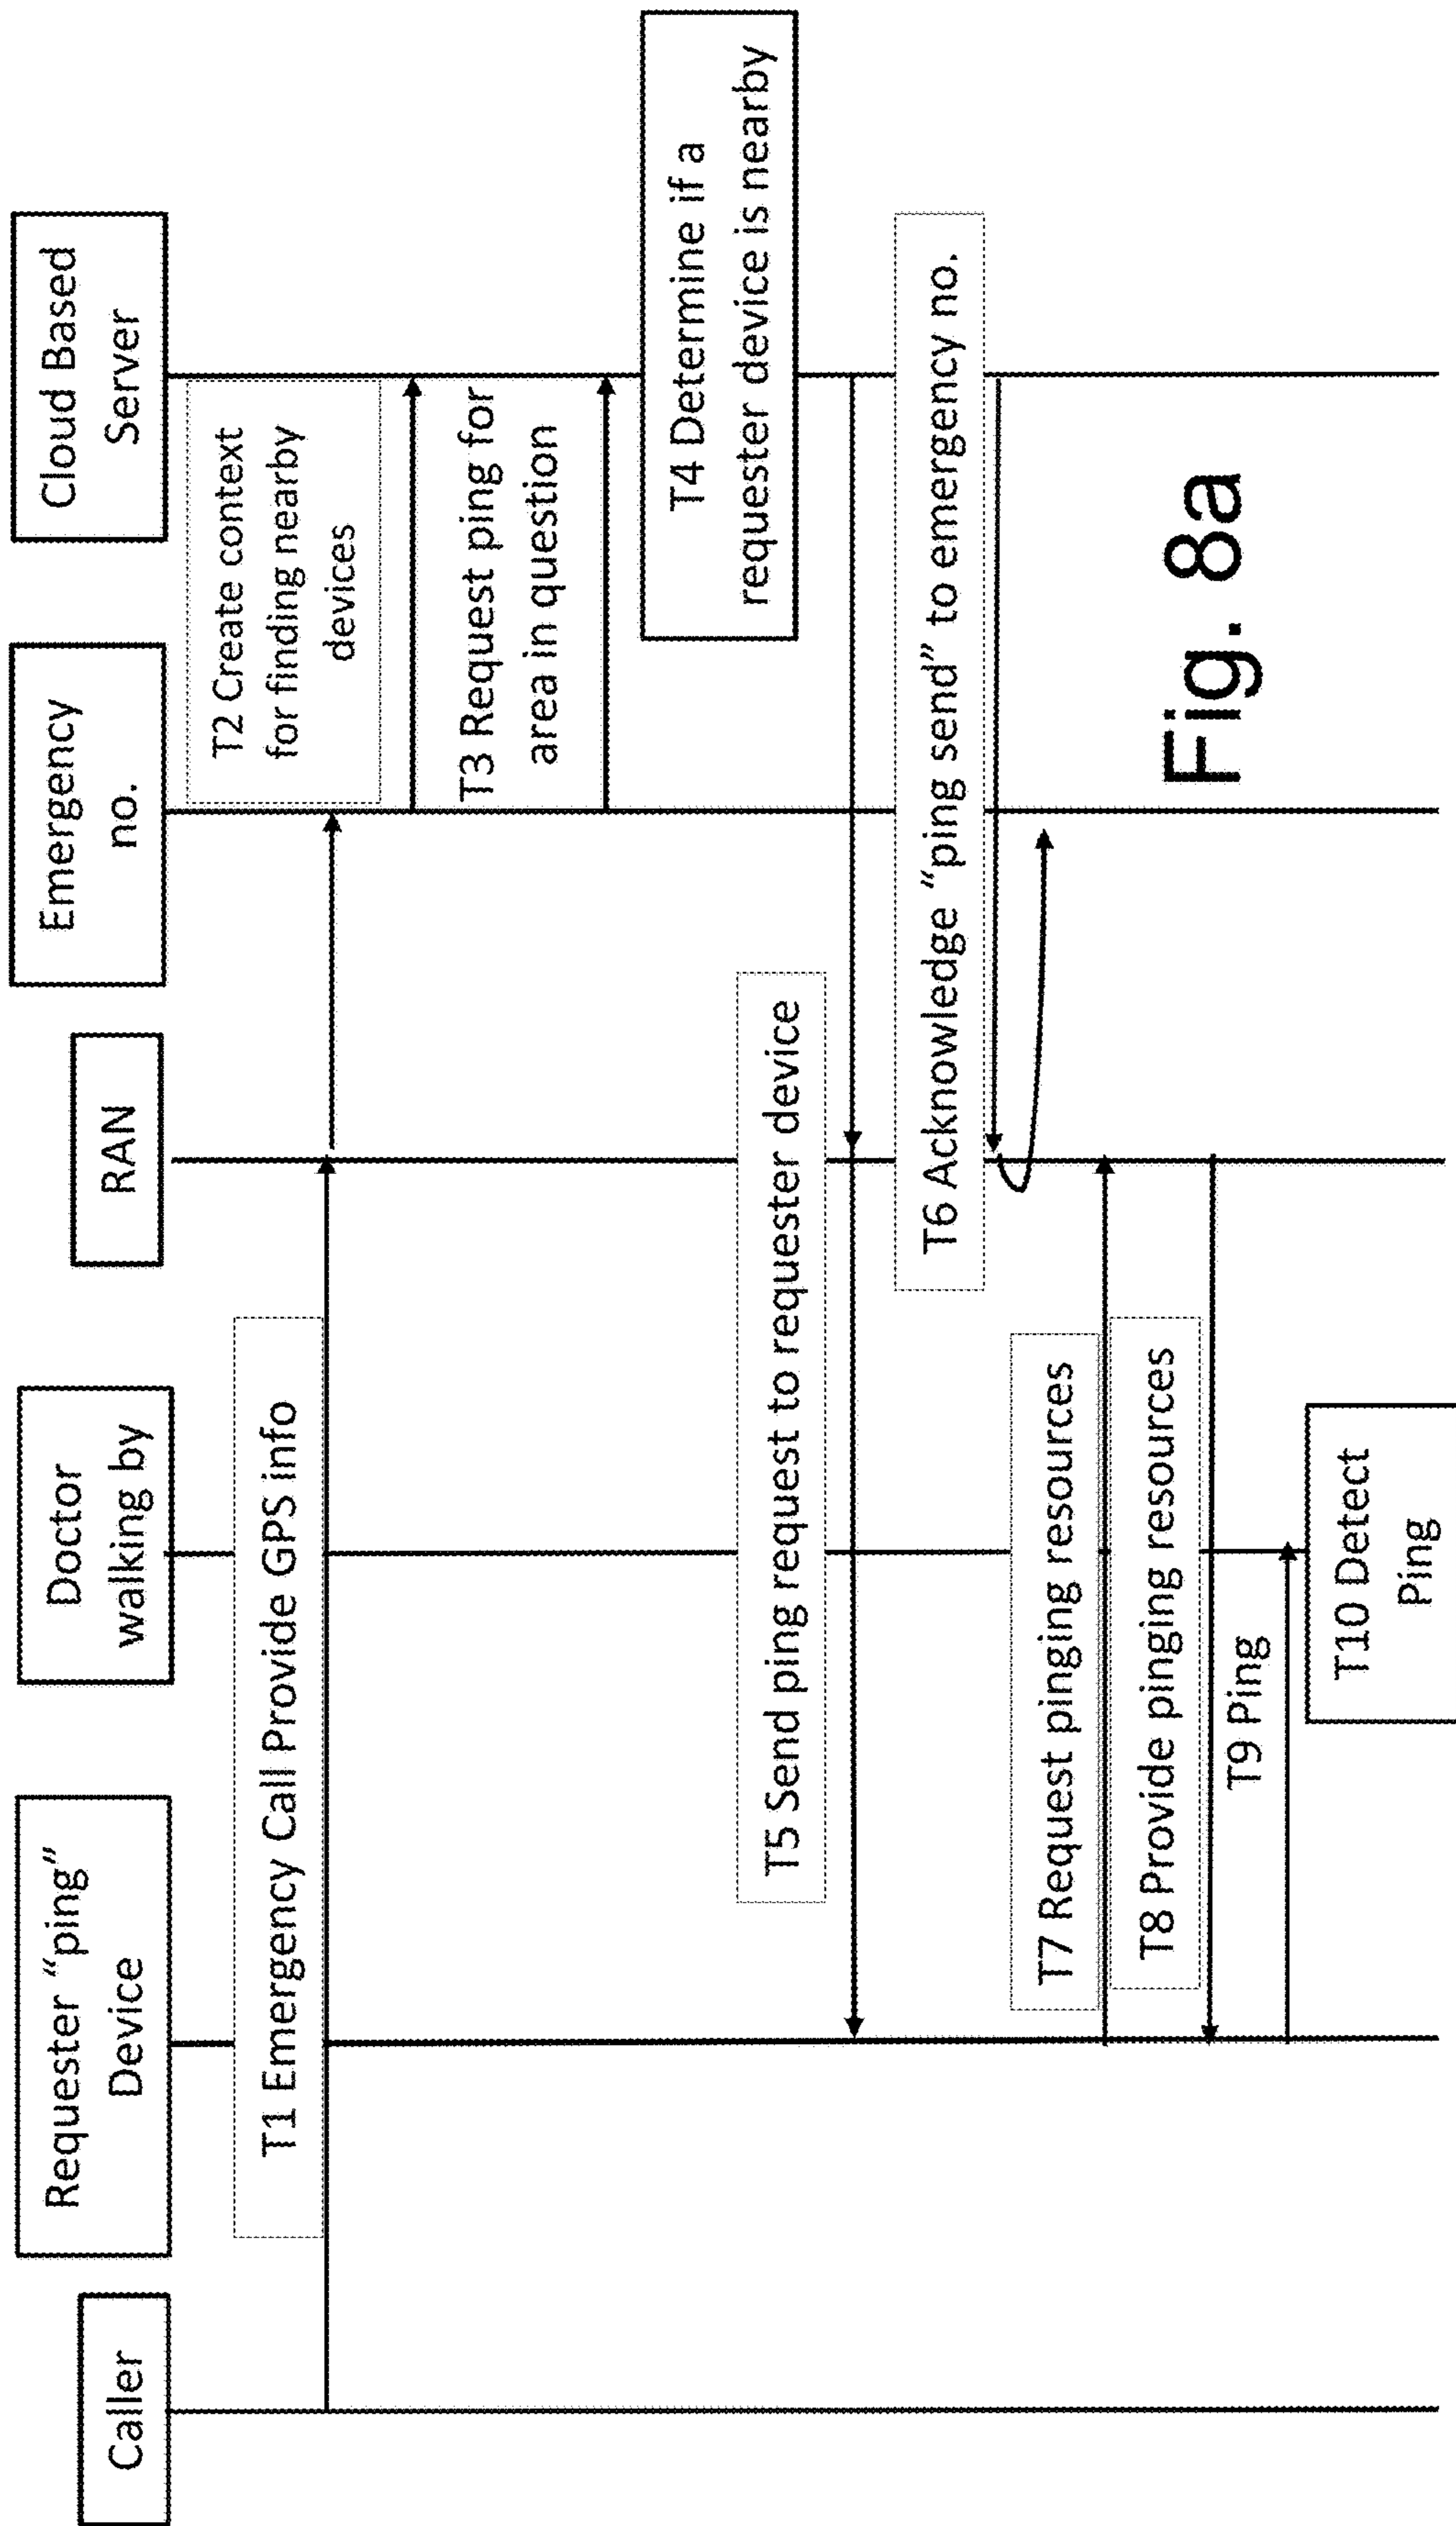 Caller
Requester “ping”
Device
Doctor
walking by
RAN
Emergency
no.
Cloud Based
Server
T1 Emergency Call Provide GPS info
T2 Create context
for finding nearby
devices
T3 Request ping for
area in question
T4 Determine if a
requester device is nearby
T5 Send ping request to requester device
T6 Acknowledge “ping send” to emergency no.
T7 Request pinging resources
T8 Provide pinging resources
T9 Ping
T10 Detect
Ping
Fig. 8a